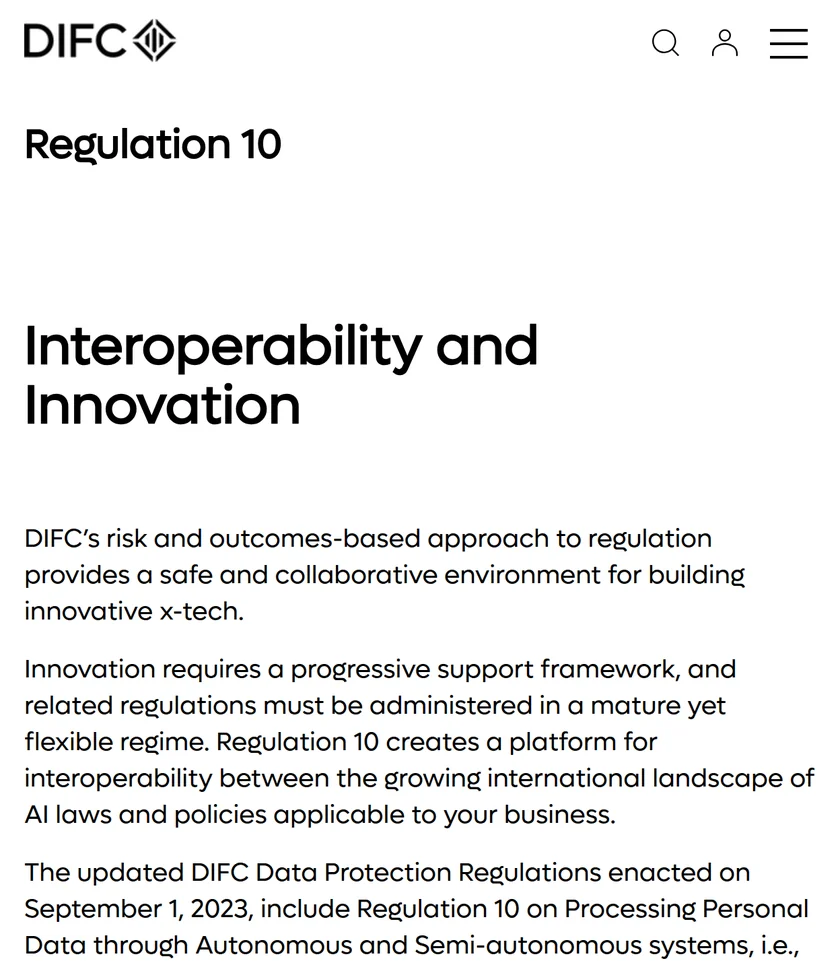 DIFC
Regulation 10
Interoperability and
Innovation
DIFC’s risk and outcomes-based approach to regulation
provides a safe and collaborative environment for building
innovative x-tech.
Innovation requires a progressive support framework, and
related regulations must be administered in a mature yet
flexible regime. Regulation 10 creates a platform for
interoperability between the growing international landscape of
AI laws and policies applicable to your business.
The updated DIFC Data Protection Regulations enacted on
September 1, 2023, include Regulation 10 on Processing Personal
Data through Autonomous and Semi-autonomous systems, i.e.,